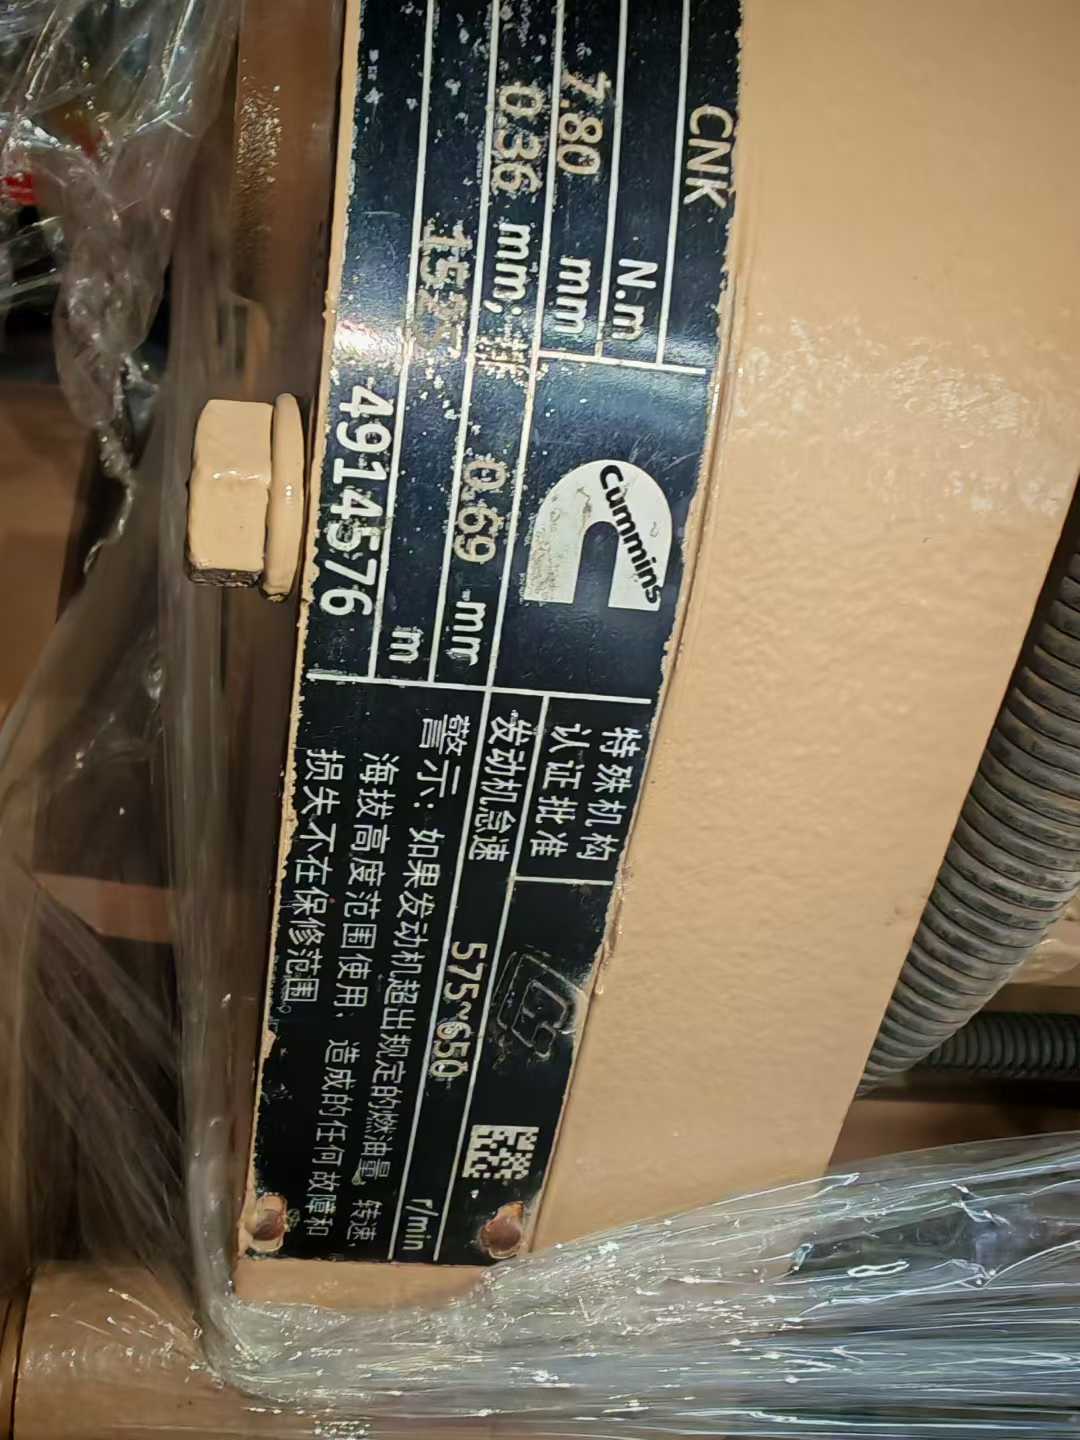 CNK
N.m
7.80 mm
0.36 mm; 排 0.69 mm
152 m
4914576
Cummins
特殊机构
认证批准
发动机怠速 575~650 r/min
警示: 如果发动机超出规定的燃油量 转速,
海拔高度范围使用, 造成的任何故障和
损失不在保修范围。